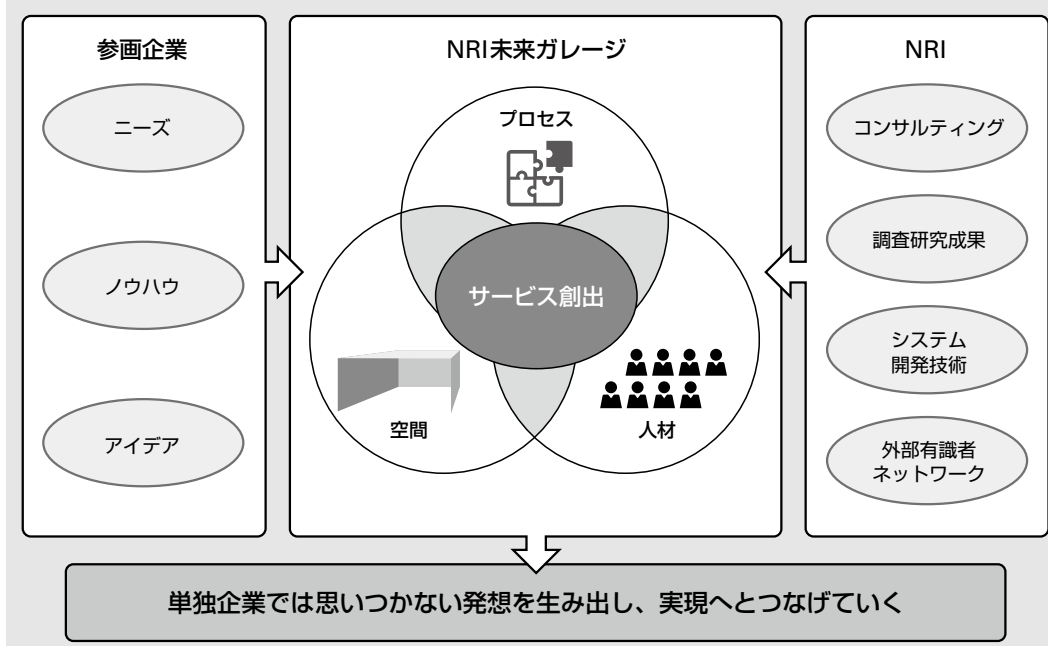 参画企業
ニーズ
ノウハウ
アイデア
NRI未来ガレージ
プロセス
サービス創出
空間
人材
NRI
コンサルティング
調査研究成果
システム
開発技術
外部有識者
ネットワーク
単独企業では思いつかない発想を生み出し、実現へとつなげていく